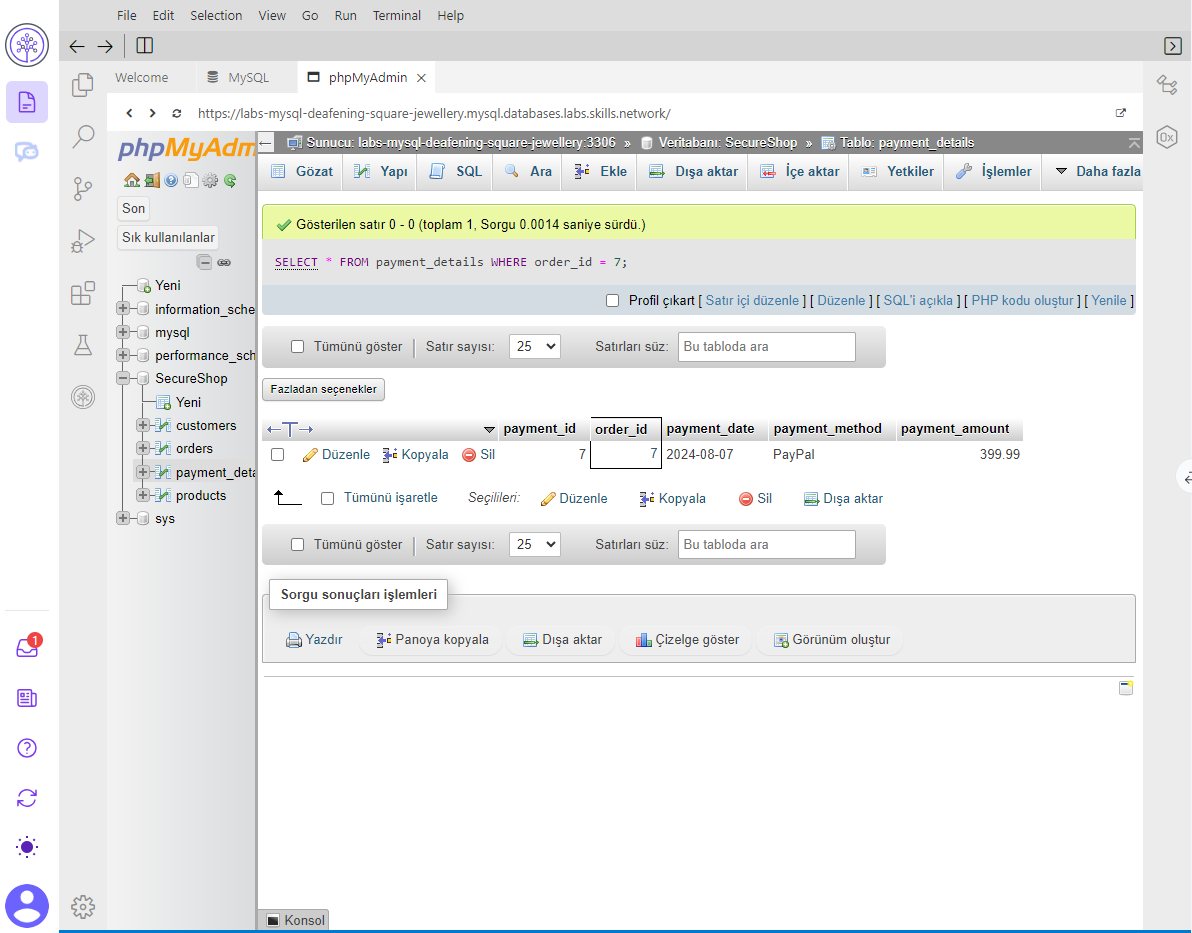 File Edit Selection View Go Run Terminal Help
Welcome MySQL phpMyAdmin
https://labs-mysql-deafening-square-jewellery.mysql.databases.labs.skills.network/
phpMyAdm
Son
Sık kullanılanlar
Yeni
information_sche
mysql
performance_sch
SecureShop
Yeni
customers
orders
payment_deta
products
sys
Sunucu: labs-mysql-deafening-square-jewellery:3306 » Veritabanı: SecureShop » Tablo: payment_details
Gözat Yapı SQL Ara Ekle Dışa aktar İçe aktar Yetkiler İşlemler Daha fazla
Gösterilen satır 0 - 0 (toplam 1, Sorgu 0.0014 saniye sürdü.)
SELECT * FROM payment_details WHERE order_id = 7;
Profil çıkart [ Satır içi düzenle ] [ Düzenle ] [ SQL'i açıkla ] [ PHP kodu oluştur ] [ Yenile ]
Tümünü göster Satır sayısı: 25 Satırları süz: Bu tabloda ara
Fazladan seçenekler
←T→ payment_id order_id payment_date payment_method payment_amount
Düzenle Kopyala Sil 7 7 2024-08-07 PayPal 399.99
Tümünü işaretle Seçilileri: Düzenle Kopyala Sil Dışa aktar
Tümünü göster Satır sayısı: 25 Satırları süz: Bu tabloda ara
Sorgu sonuçları işlemleri
Yazdır Panoya kopyala Dışa aktar Çizelge göster Görünüm oluştur
Konsol
1
0x